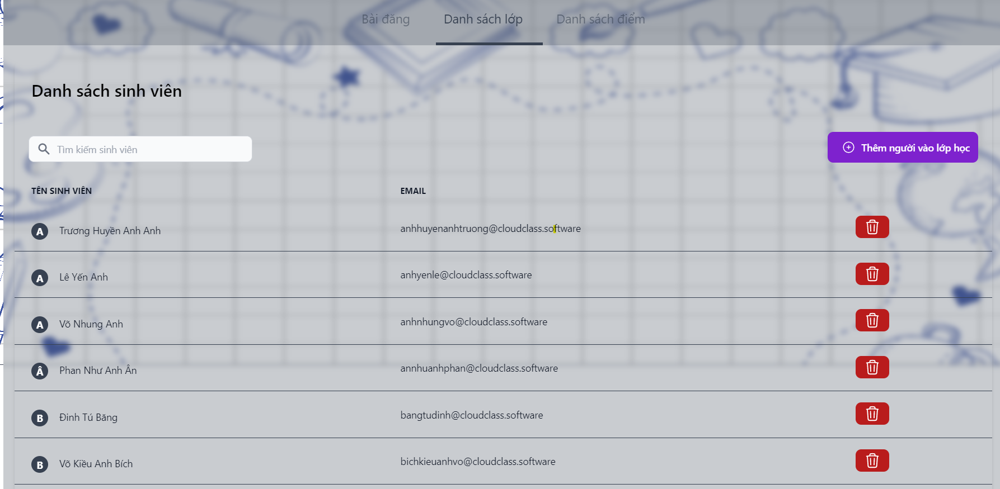 Bài đăng Danh sách lớp Danh sách điểm
Danh sách sinh viên
Tìm kiếm sinh viên
Thêm người vào lớp học
TÊN SINH VIÊN EMAIL
A Trương Huyền Anh Anh anhhuyenanhtruong@cloudclass.software
A Lê Yến Anh anhyenle@cloudclass.software
A Võ Nhung Anh anhnhungvo@cloudclass.software
Â Phan Như Anh Ân annhuanhphan@cloudclass.software
B Đinh Tú Băng bangtudinh@cloudclass.software
B Võ Kiều Anh Bích bichkieuanhvo@cloudclass.software